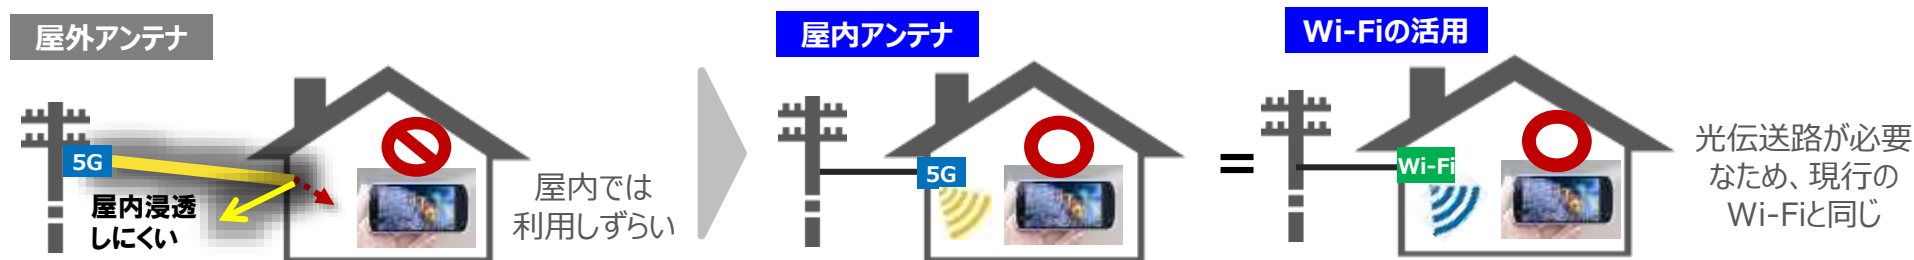 屋外アンテナ
5G
屋内浸透
しにくい
屋内では
利用しずらい
屋内アンテナ
5G
=
Wi-Fiの活用
Wi-Fi
光伝送路が必要
なため、現行の
Wi-Fiと同じ